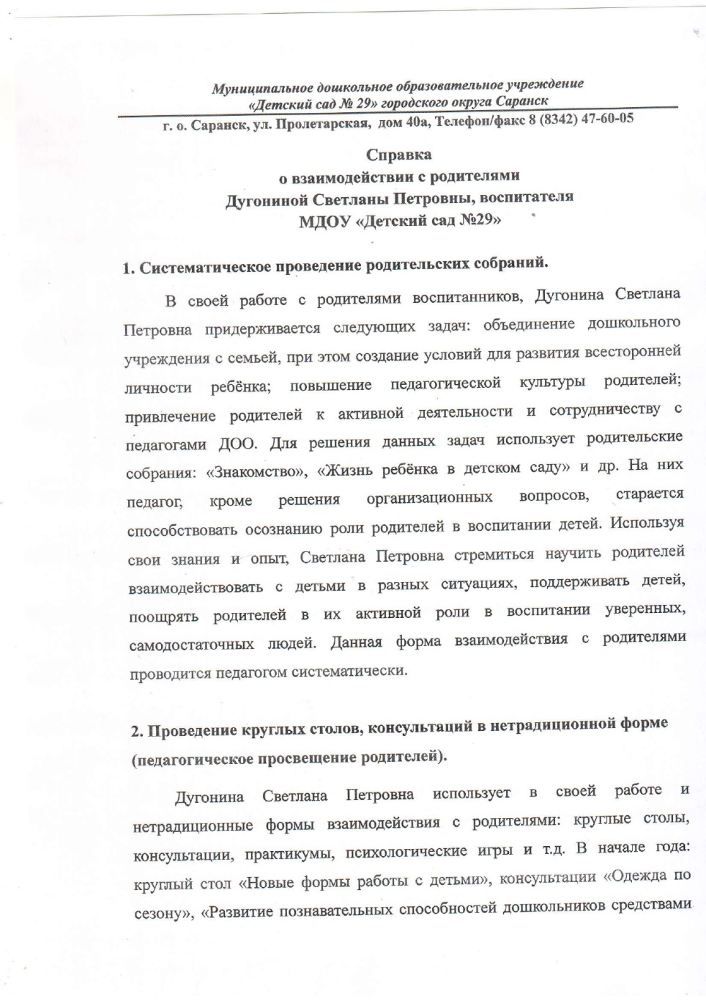 Муниципальное дошкольное образовательное учреждение
«Детский сад № 29» городского округа Саранск
г. о. Саранск, ул. Пролетарская, дом 40а, Телефон/факс 8 (8342) 47-60-05
Справка
о взаимодействии с родителями
Дугониной Светланы Петровны, воспитателя
МДОУ «Детский сад №29»
1. Систематическое проведение родительских собраний.
В своей работе с родителями воспитанников, Дугонина Светлана
Петровна придерживается следующих задач: объединение дошкольного
учреждения с семьей, при этом создание условий для развития всесторонней
личности ребёнка; повышение педагогической культуры родителей;
привлечение родителей к активной деятельности и сотрудничеству с
педагогами ДОО. Для решения данных задач использует родительские
собрания: «Знакомство», «Жизнь ребёнка в детском саду» и др. На них
педагог, кроме решения организационных вопросов, старается
способствовать осознанию роли родителей в воспитании детей. Используя
свои знания и опыт, Светлана Петровна стремиться научить родителей
взаимодействовать с детьми в разных ситуациях, поддерживать детей,
поощрять родителей в их активной роли в воспитании уверенных,
самодостаточных людей. Данная форма взаимодействия с родителями
проводится педагогом систематически.
2. Проведение круглых столов, консультаций в нетрадиционной форме
(педагогическое просвещение родителей).
Дугонина Светлана Петровна использует в своей работе и
нетрадиционные формы взаимодействия с родителями: круглые столы,
консультации, практикумы, психологические игры и т.д. В начале года:
круглый стол «Новые формы работы с детьми», консультации «Одежда по
сезону», «Развитие познавательных способностей дошкольников средствами